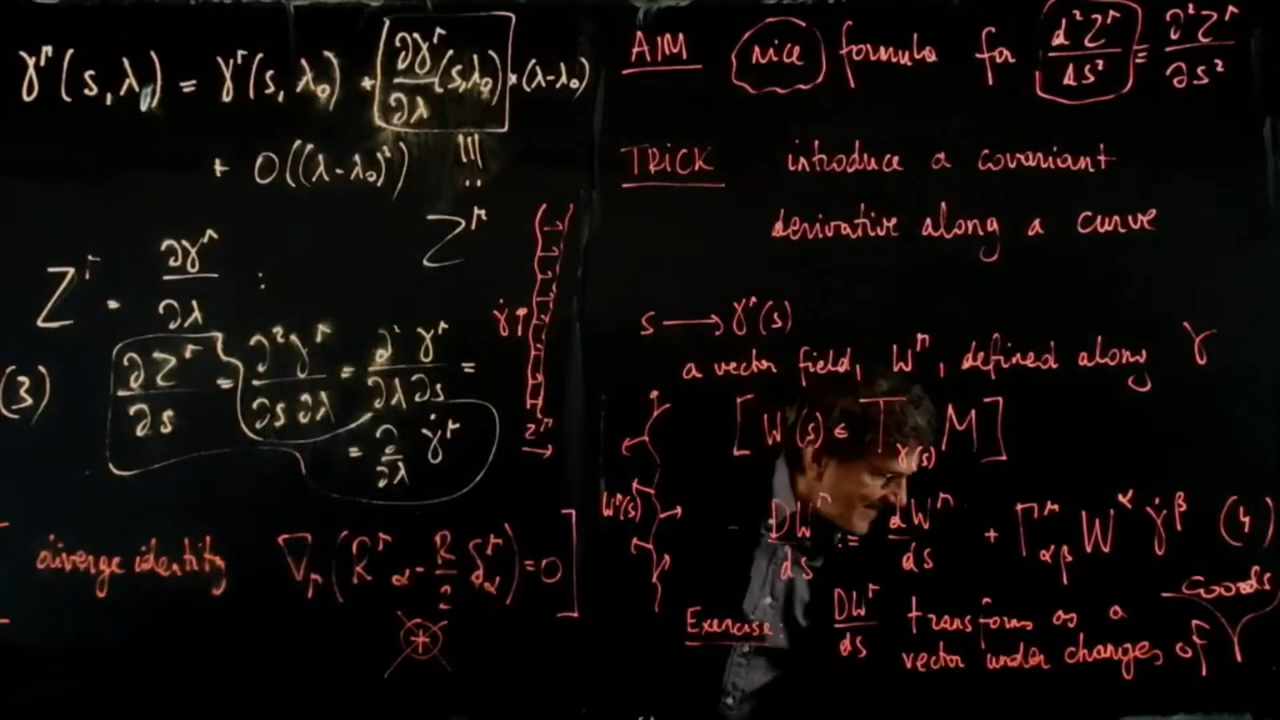 γ^μ(s,λ) = γ^μ(s,λ₀) + ∂γ^μ/∂λ (s,λ₀) · (λ-λ₀)
+ O((λ-λ₀)²) !!!
Z^μ
Z^μ = ∂γ^μ/∂λ :
(3) ∂Z^μ/∂s = ∂²γ^μ/∂s∂λ = ∂²γ^μ/∂λ∂s =
= ∂/∂λ γ̇^μ
γ̇↑
Z^μ →
[ diverge identity ∇_μ (R^μ_α - R/2 δ^μ_α) = 0 ]
AIM nice formula for d²Z^μ/ds² = ∂²Z^μ/∂s²
TRICK introduce a covariant
derivative along a curve
s → γ^μ(s)
a vector field, W^μ, defined along γ
[ W(s) ∈ T_γ(s) M ]
W^μ(s)
DW^μ/ds := dW^μ/ds + Γ^μ_αβ W^α γ̇^β (4)
Exercise: DW^μ/ds transforms as a
vector under changes of coords